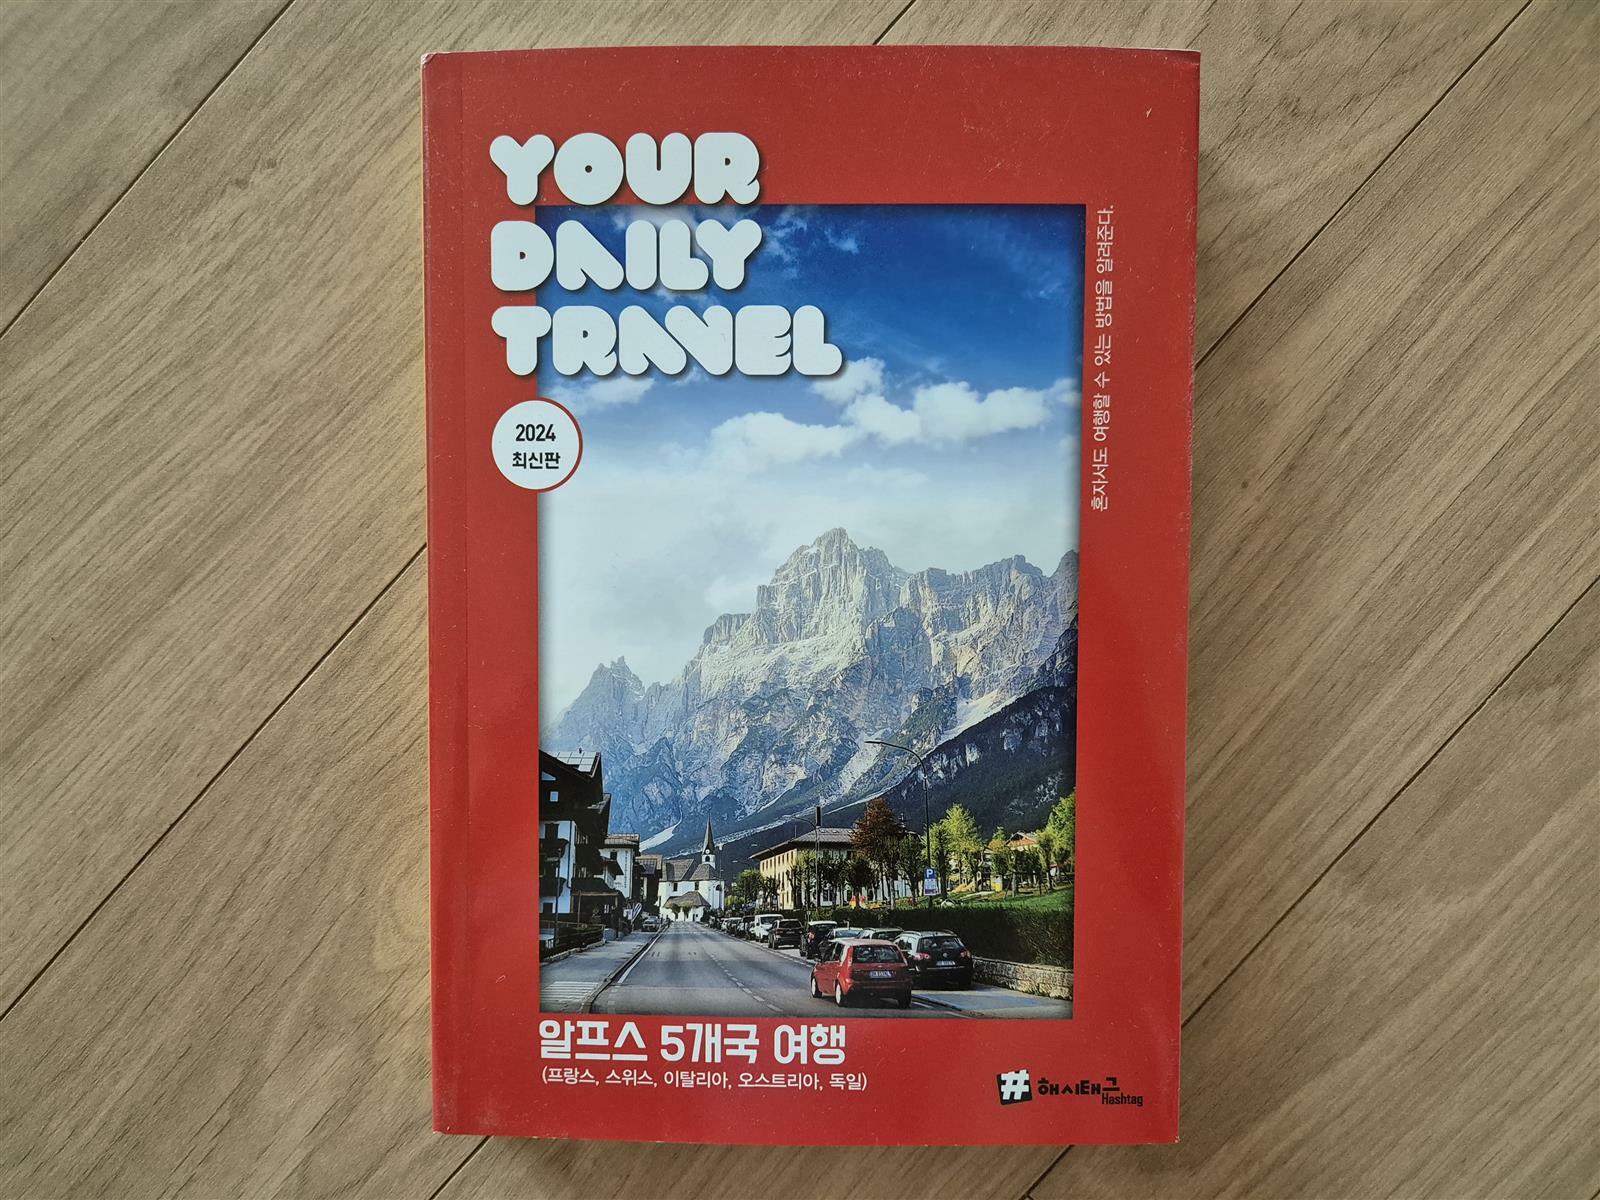 YOUR
DAILY
TRAVEL
2024
최신판
혼자서도 여행할 수 있는 방법을 알려준다.
P
알프스 5개국 여행
(프랑스, 스위스, 이탈리아, 오스트리아, 독일)
# 해시태그
Hashtag